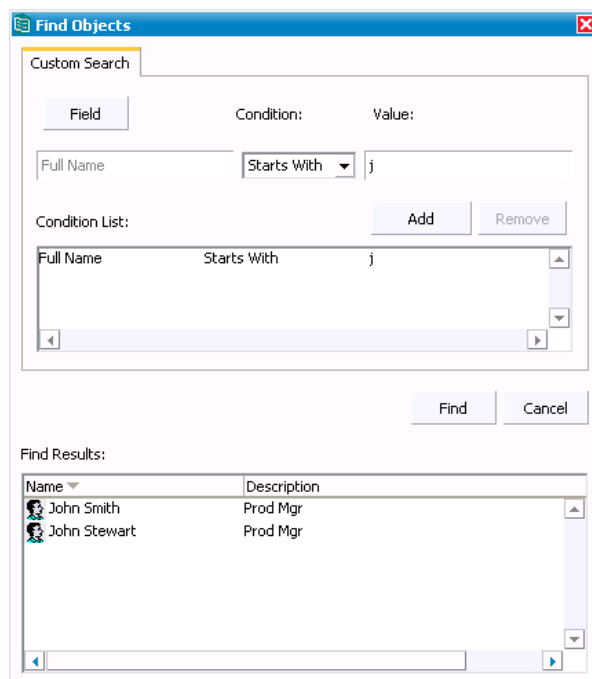 Find Objects
Custom Search
Field Condition: Value:
Full Name Starts With j
Condition List: Add Remove
Full Name Starts With j
Find Cancel
Find Results:
Name Description
John Smith Prod Mgr
John Stewart Prod Mgr